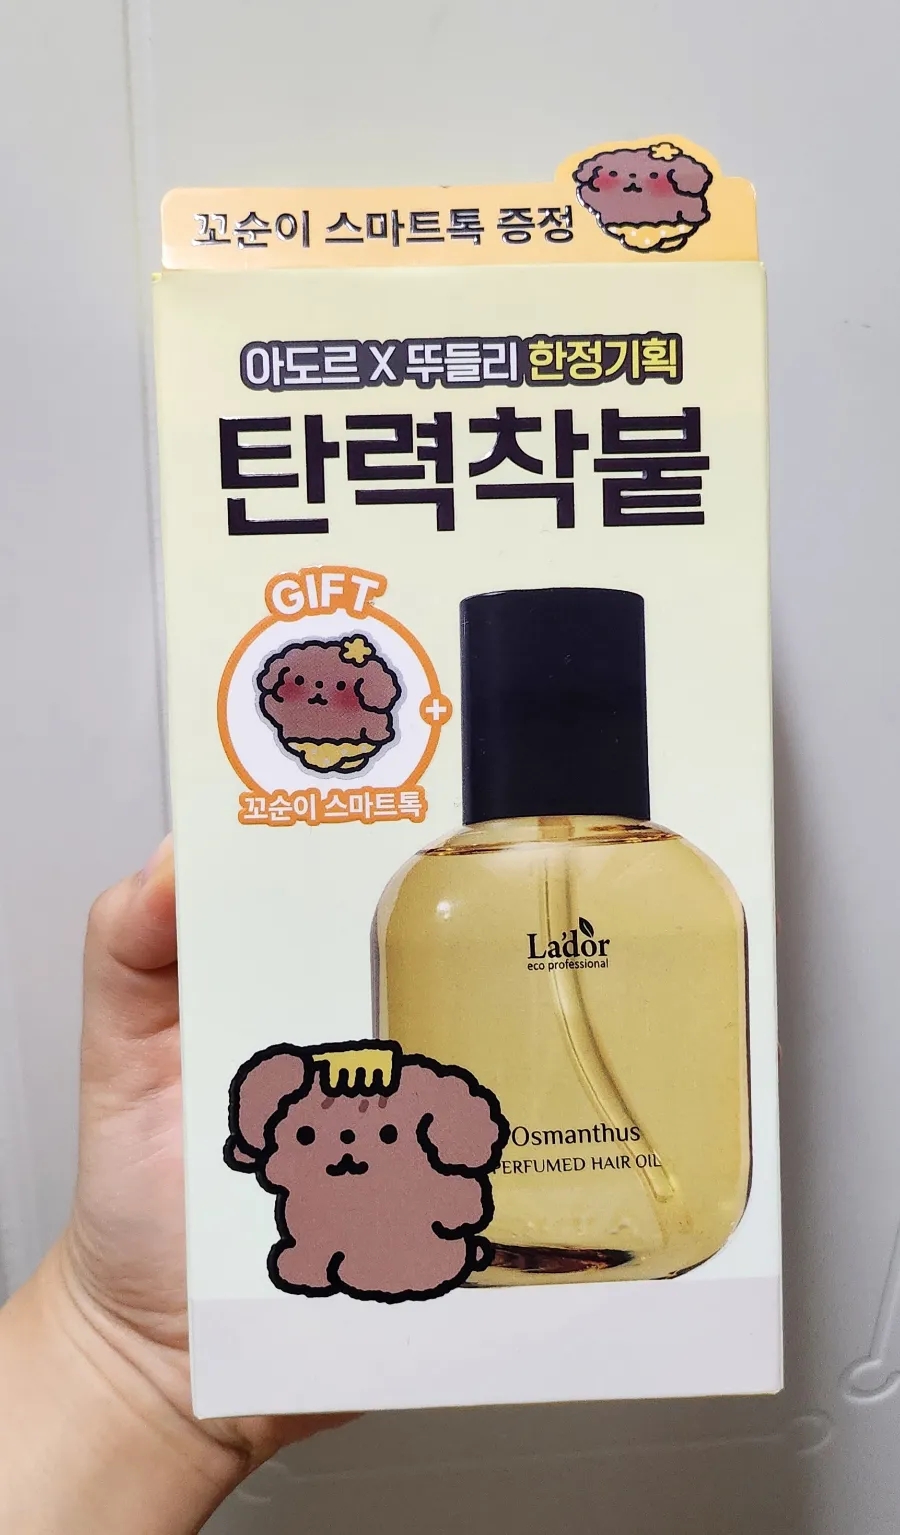 꼬순이 스마트톡 증정
아도르 X 뚜들리 한정기획
탄력착붙
GIFT
+
꼬순이 스마트톡
La'dor
eco professional
Osmanthus
PERFUMED HAIR OIL